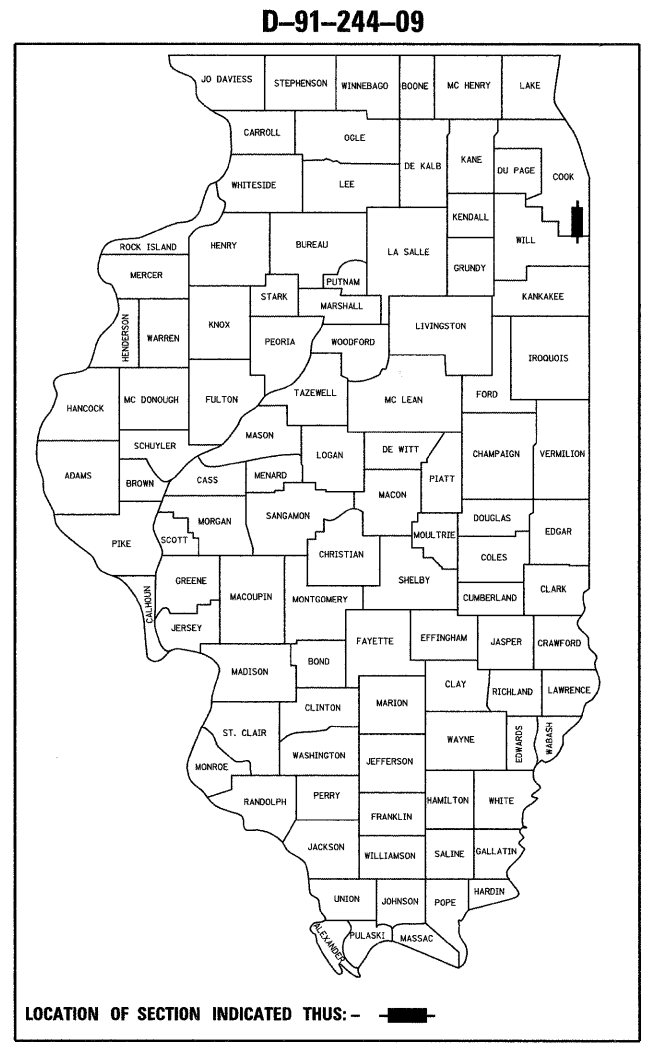 D–91–244–09
JO DAVIESS STEPHENSON WINNEBAGO BOONE MC HENRY LAKE
CARROLL OGLE
DE KALB KANE DU PAGE COOK
WHITESIDE LEE
KENDALL
ROCK ISLAND HENRY BUREAU LA SALLE WILL
MERCER GRUNDY
PUTNAM
STARK MARSHALL KANKAKEE
HENDERSON WARREN KNOX PEORIA WOODFORD LIVINGSTON
IROQUOIS
HANCOCK MC DONOUGH FULTON TAZEWELL MC LEAN FORD
MASON
SCHUYLER LOGAN DE WITT CHAMPAIGN VERMILION
ADAMS BROWN CASS MENARD PIATT
MACON
MORGAN SANGAMON DOUGLAS
PIKE SCOTT MOULTRIE EDGAR
CHRISTIAN COLES
GREENE SHELBY
CALHOUN MACOUPIN MONTGOMERY CUMBERLAND CLARK
JERSEY
FAYETTE EFFINGHAM JASPER CRAWFORD
MADISON BOND
CLAY RICHLAND LAWRENCE
CLINTON MARION
ST. CLAIR WAYNE EDWARDS WABASH
WASHINGTON JEFFERSON
MONROE
RANDOLPH PERRY HAMILTON WHITE
FRANKLIN
JACKSON WILLIAMSON SALINE GALLATIN
UNION JOHNSON POPE HARDIN
ALEXANDER PULASKI MASSAC
LOCATION OF SECTION INDICATED THUS: –